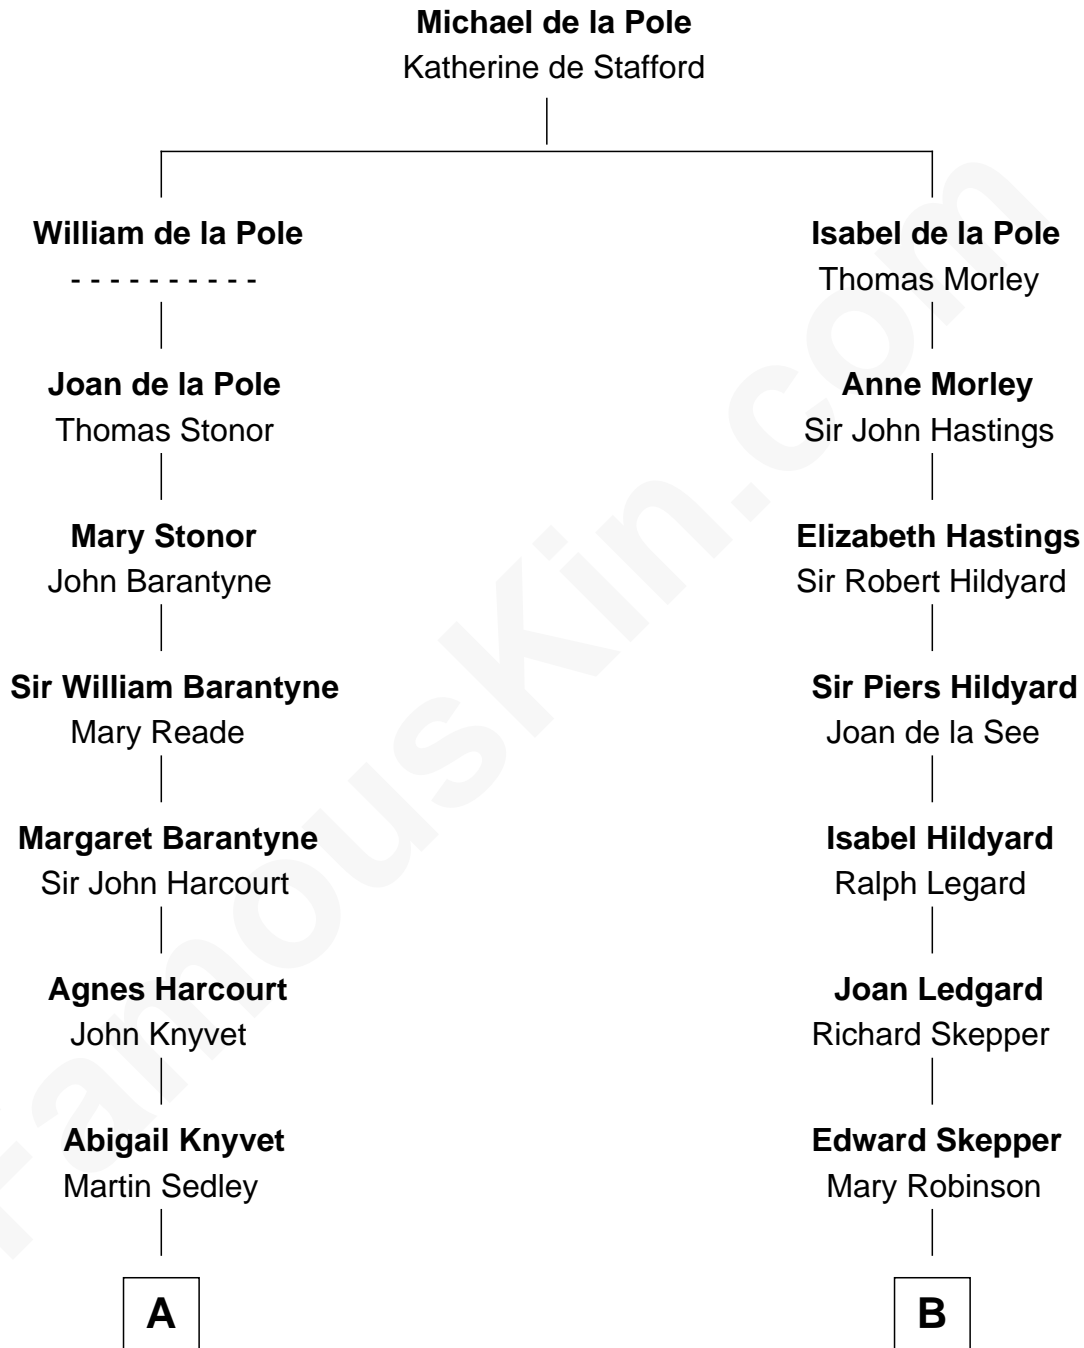 Michael de la Pole
Katherine de Stafford
William de la Pole
- - - - - - - - - -
Joan de la Pole
Thomas Stonor
Mary Stonor
John Barantyne
Sir William Barantyne
Mary Reade
Margaret Barantyne
Sir John Harcourt
Agnes Harcourt
John Knyvet
Abigail Knyvet
Martin Sedley
A
Isabel de la Pole
Thomas Morley
Anne Morley
Sir John Hastings
Elizabeth Hastings
Sir Robert Hildyard
Sir Piers Hildyard
Joan de la See
Isabel Hildyard
Ralph Legard
Joan Ledgard
Richard Skepper
Edward Skepper
Mary Robinson
B
FamousKin.com